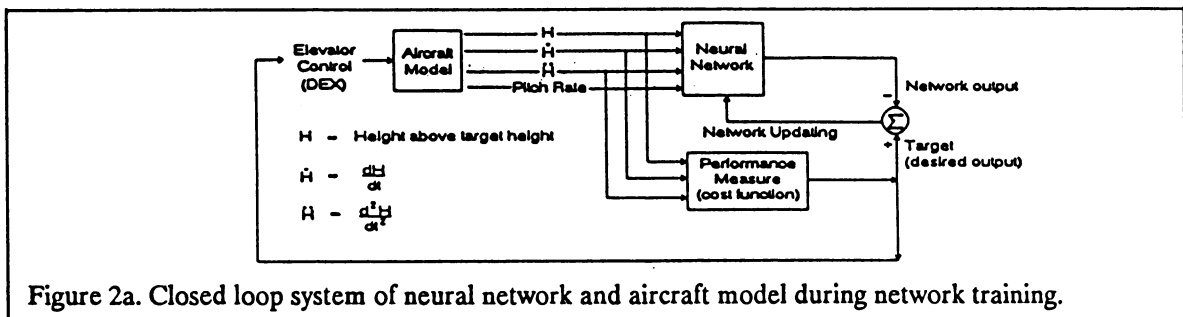 Elevator
Control
(DEX)
Aircraft
Model
H
Ḣ
Ḧ
Pitch Rate
Neural
Network
Network output
−
Σ
+
Target
(desired output)
Network Updating
Performance
Measure
(cost function)
H − Height above target height
Ḣ − dH/dt
Ḧ − d²H/dt²
Figure 2a. Closed loop system of neural network and aircraft model during network training.